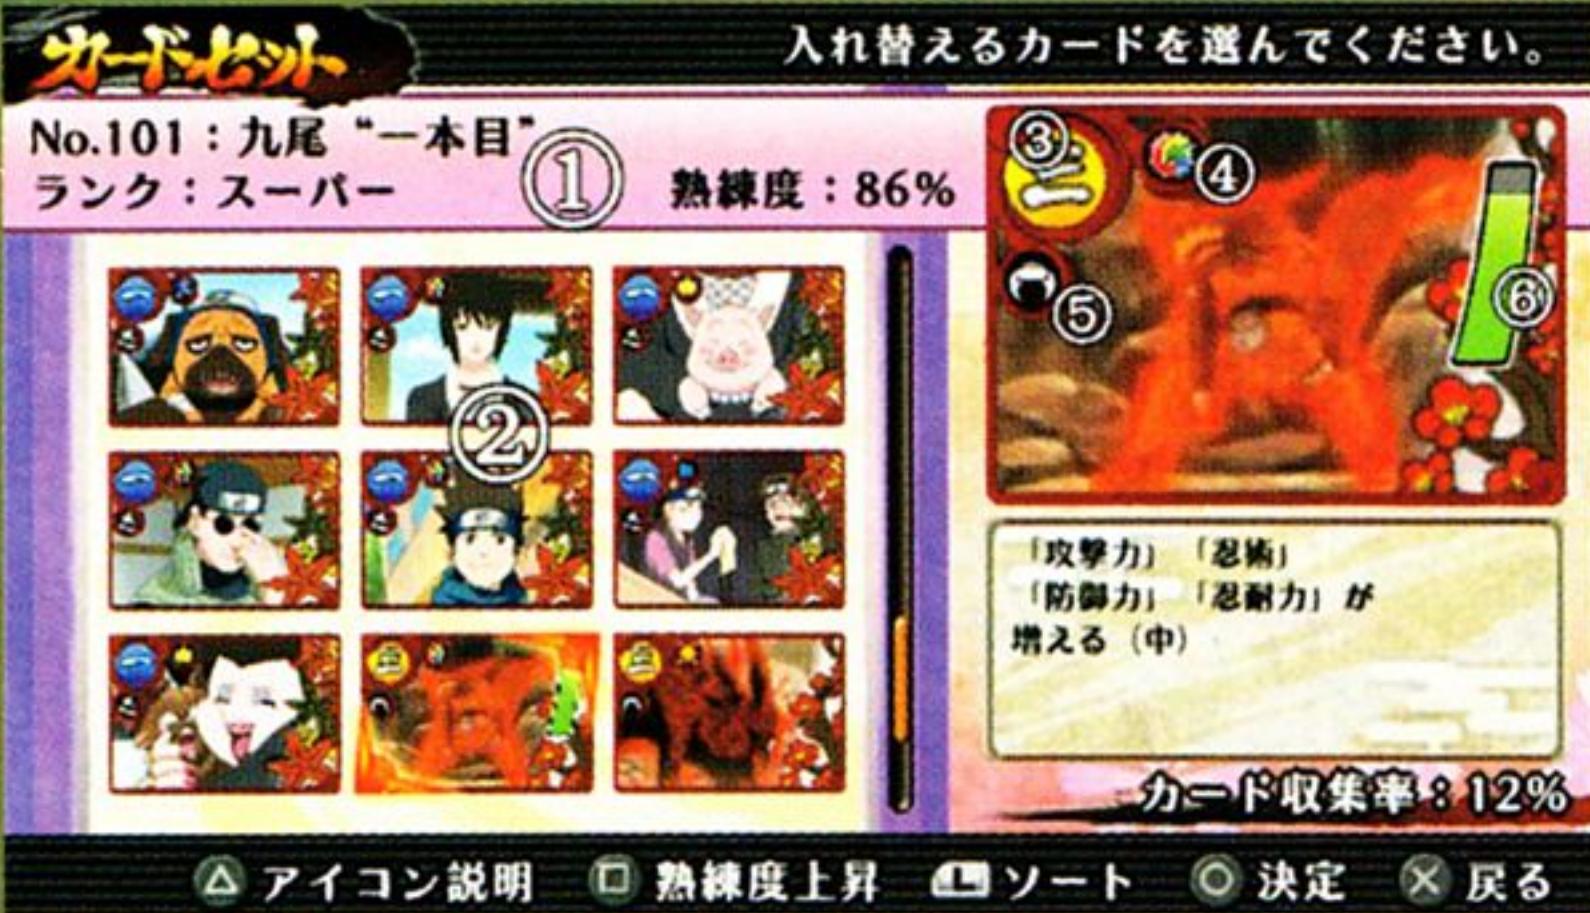 カードセット
入れ替えるカードを選んでください。
No.101：九尾 “一本目”
ランク：スーパー
①
熟練度：86%
②
③
二
④
⑤
⑥
「攻撃力」 「忍術」
「防御力」 「忍耐力」が
増える（中）
カード収集率：12%
△ アイコン説明 □ 熟練度上昇 L ソート ○ 決定 × 戻る